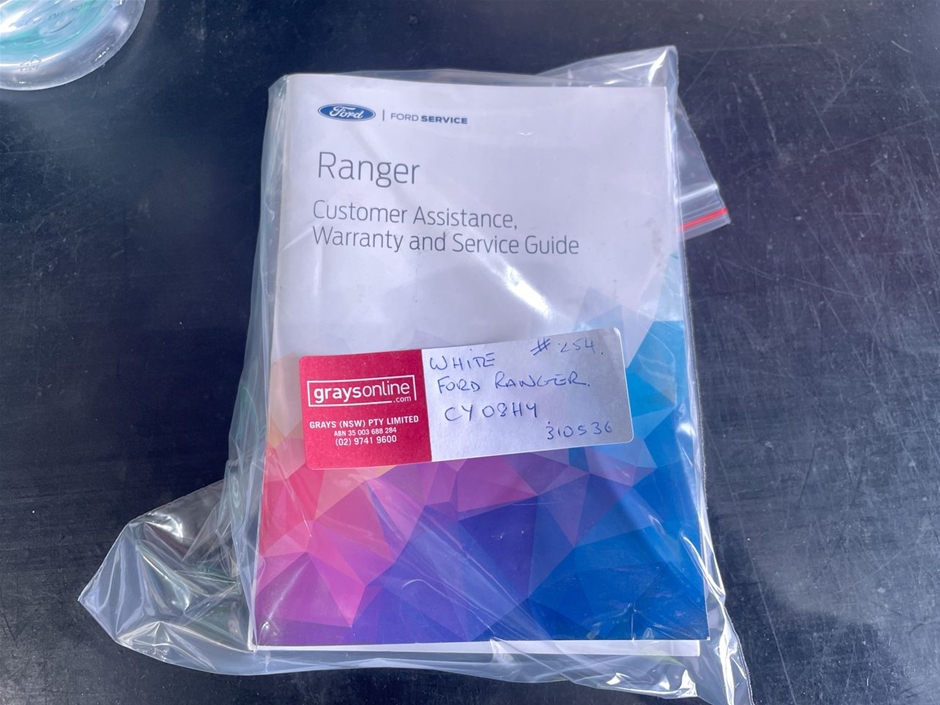 Ford | FORD SERVICE
Ranger
Customer Assistance,
Warranty and Service Guide
graysonline
.com
GRAYS (NSW) PTY LIMITED
ABN 35 003 688 284
(02) 9741 9600
WHITE #254.
FORD RANGER.
CY03HY
310536